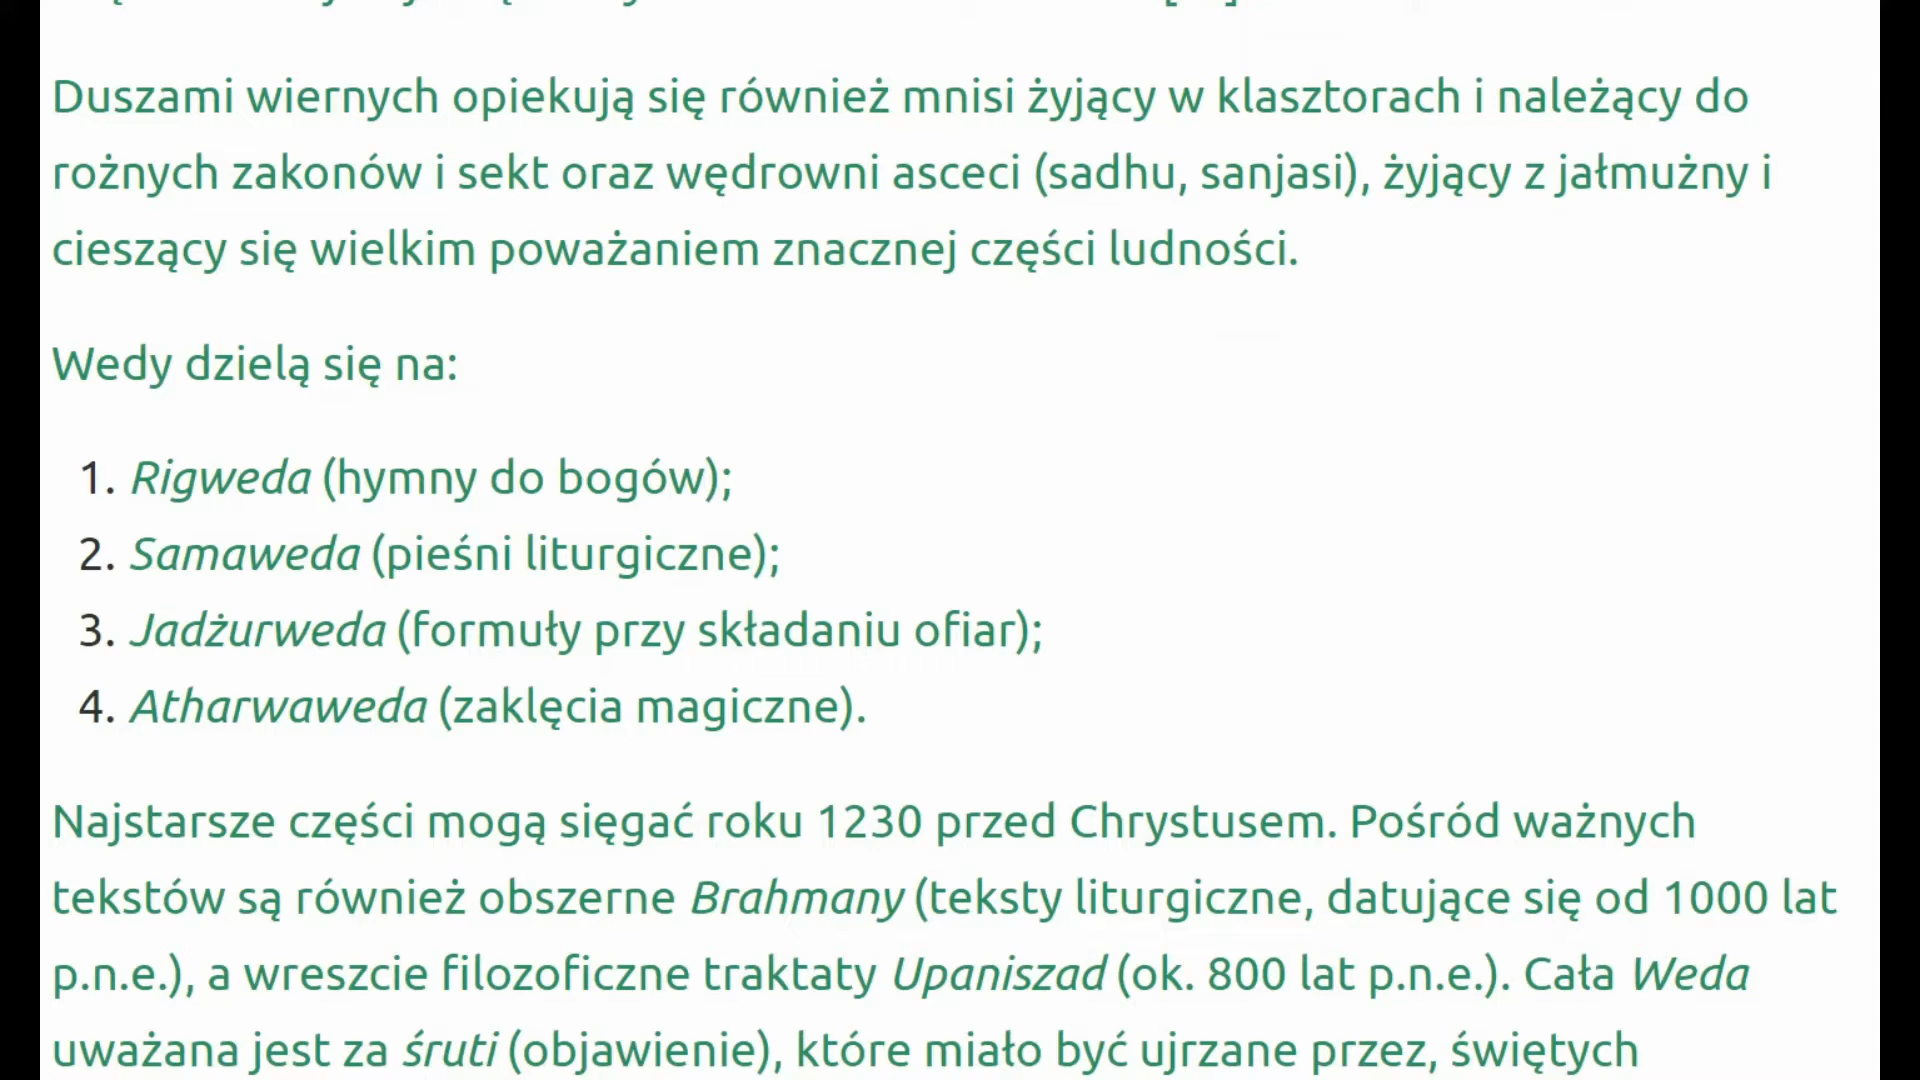 Duszami wiernych opiekują się również mnisi żyjący w klasztorach i należący do
rożnych zakonów i sekt oraz wędrowni asceci (sadhu, sanjasi), żyjący z jałmużny i
cieszący się wielkim poważaniem znacznej części ludności.
Wedy dzielą się na:
1. Rigweda (hymny do bogów);
2. Samaweda (pieśni liturgiczne);
3. Jadżurweda (formuły przy składaniu ofiar);
4. Atharwaweda (zaklęcia magiczne).
Najstarsze części mogą sięgać roku 1230 przed Chrystusem. Pośród ważnych
tekstów są również obszerne Brahmany (teksty liturgiczne, datujące się od 1000 lat
p.n.e.), a wreszcie filozoficzne traktaty Upaniszad (ok. 800 lat p.n.e.). Cała Weda
uważana jest za śruti (objawienie), które miało być ujrzane przez, świętych